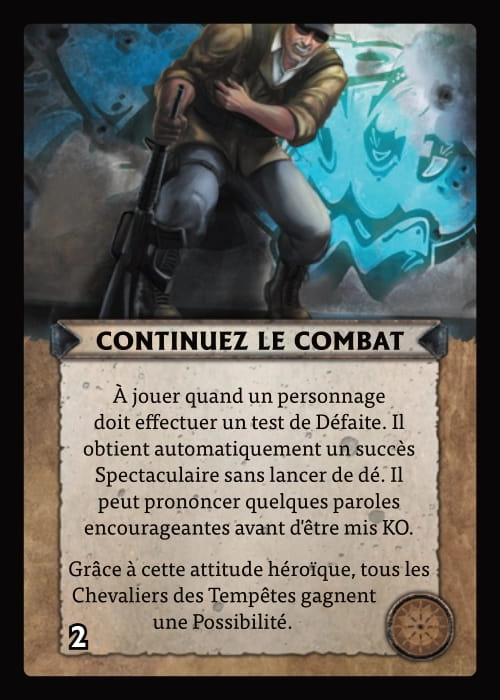 CONTINUEZ LE COMBAT
À jouer quand un personnage
doit effectuer un test de Défaite. Il
obtient automatiquement un succès
Spectaculaire sans lancer de dé. Il
peut prononcer quelques paroles
encourageantes avant d'être mis KO.
Grâce à cette attitude héroïque, tous les
Chevaliers des Tempêtes gagnent
une Possibilité.
2